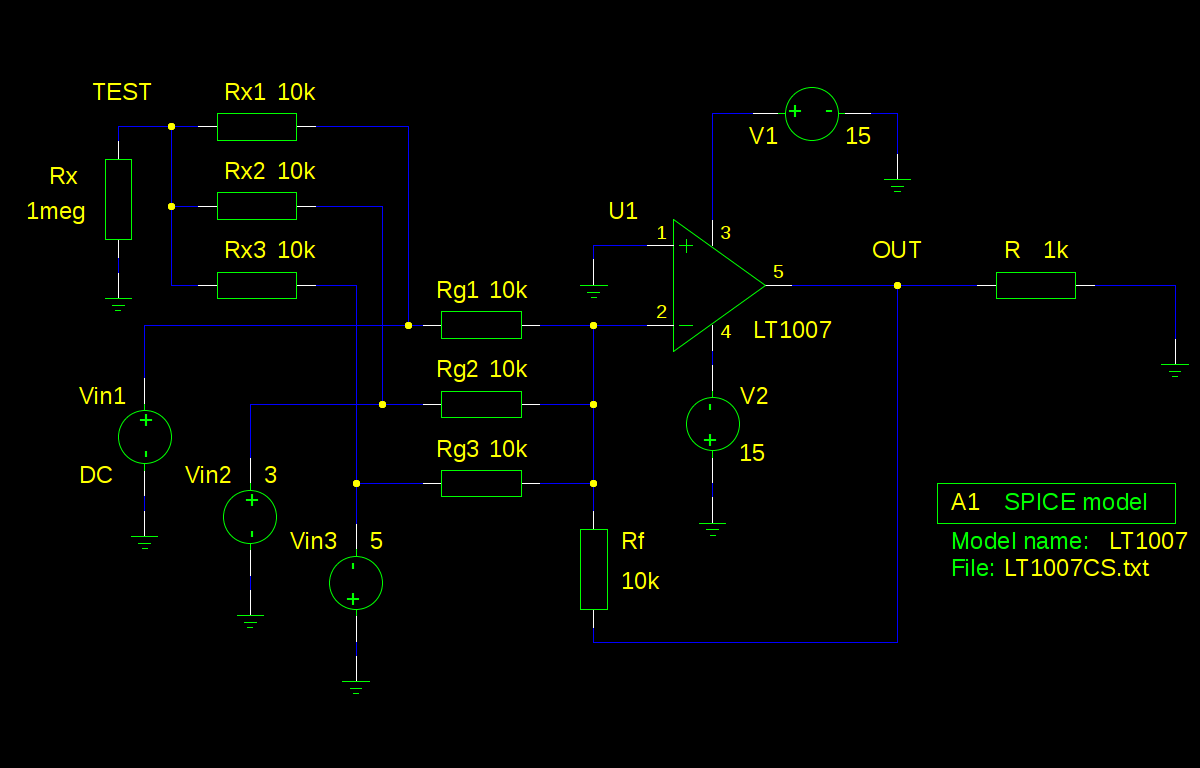 TEST
Rx1 10k
Rx
1meg
Rx2 10k
Rx3 10k
V1
+ -
15
U1
1
+
3
5
2
−
4
LT1007
OUT
R 1k
Rg1 10k
Rg2 10k
Rg3 10k
Vin1
+
-
DC
Vin2 3
+
-
Vin3 5
-
+
V2
-
+
15
Rf
10k
A1 SPICE model
Model name: LT1007
File: LT1007CS.txt